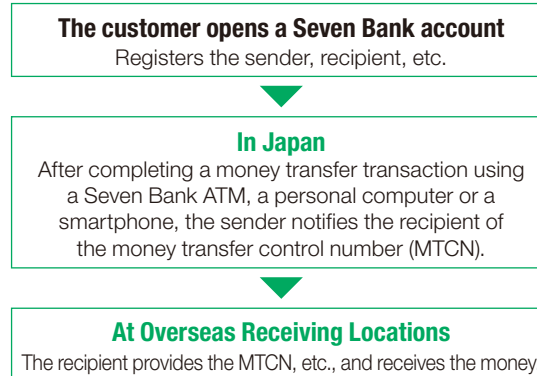 The customer opens a Seven Bank account
Registers the sender, recipient, etc.
In Japan
After completing a money transfer transaction using
a Seven Bank ATM, a personal computer or a
smartphone, the sender notifies the recipient of
the money transfer control number (MTCN).
At Overseas Receiving Locations
The recipient provides the MTCN, etc., and receives the money